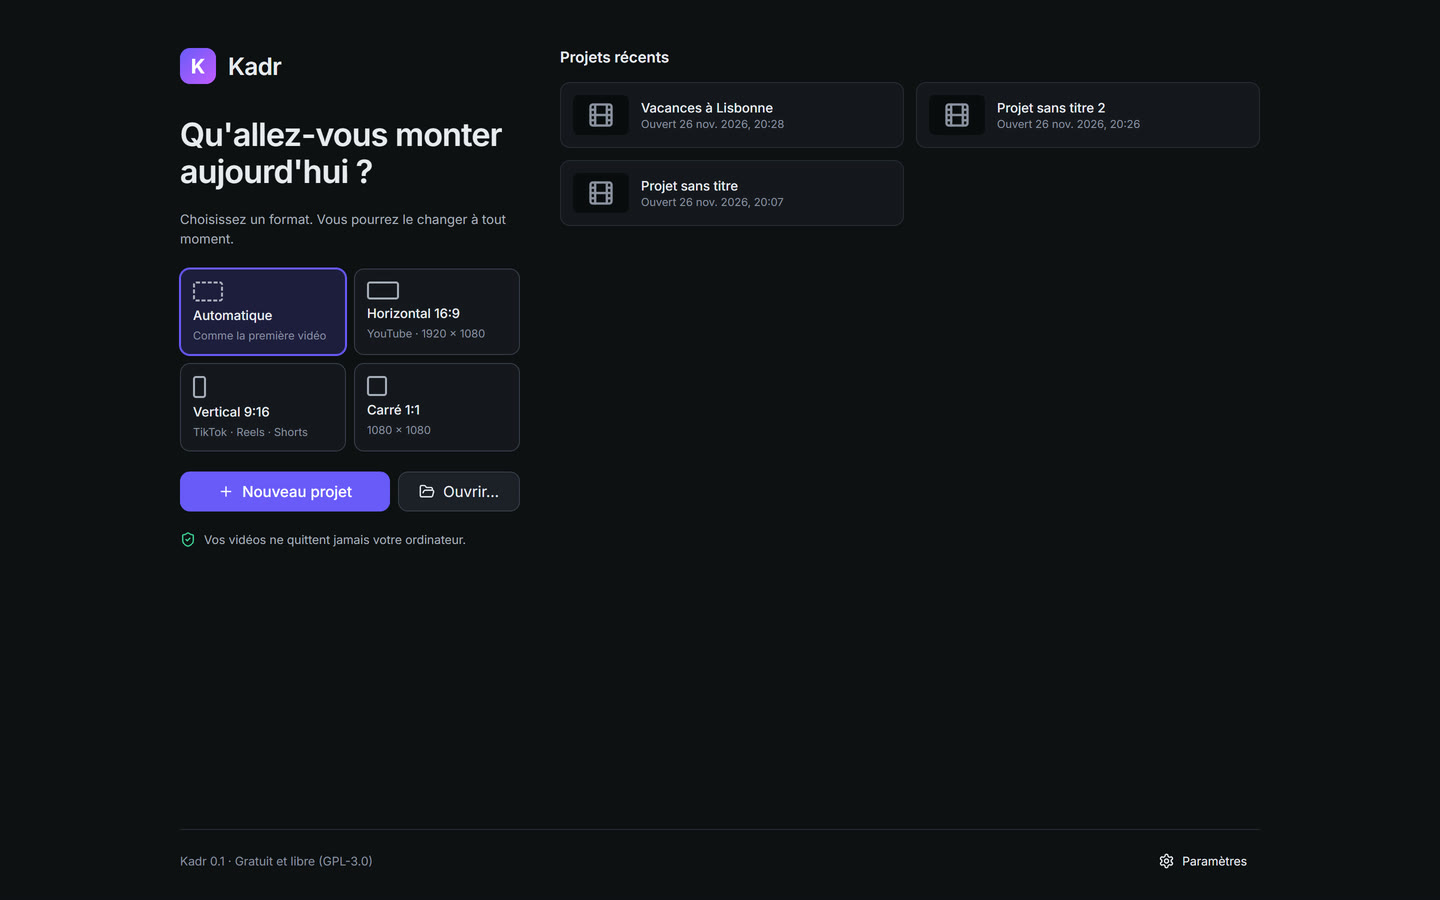 K Kadr
Qu'allez-vous monter
aujourd'hui ?
Choisissez un format. Vous pourrez le changer à tout
moment.
Automatique
Comme la première vidéo
Horizontal 16:9
YouTube · 1920 × 1080
Vertical 9:16
TikTok · Reels · Shorts
Carré 1:1
1080 × 1080
+ Nouveau projet
Ouvrir...
Vos vidéos ne quittent jamais votre ordinateur.
Projets récents
Vacances à Lisbonne
Ouvert 26 nov. 2026, 20:28
Projet sans titre 2
Ouvert 26 nov. 2026, 20:26
Projet sans titre
Ouvert 26 nov. 2026, 20:07
Kadr 0.1 · Gratuit et libre (GPL-3.0)
Paramètres